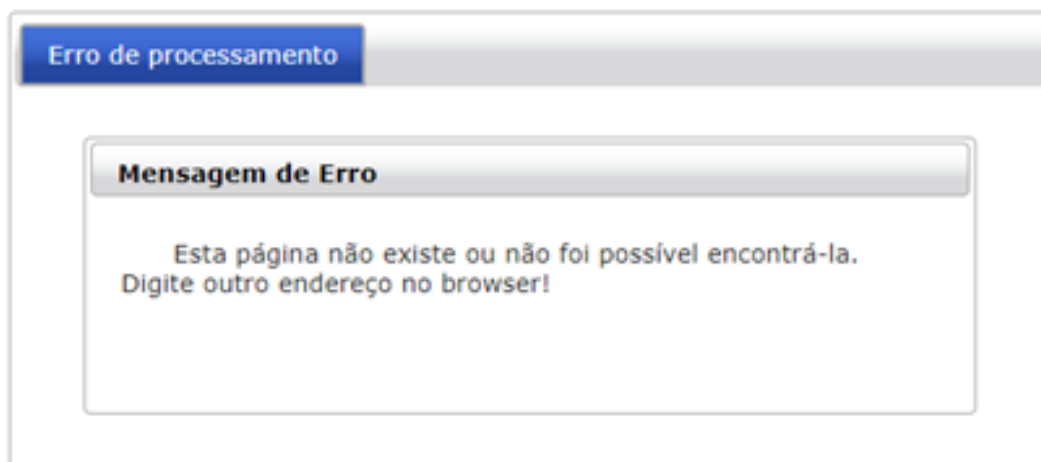 Erro de processamento
Mensagem de Erro
Esta página não existe ou não foi possível encontrá-la.
Digite outro endereço no browser!